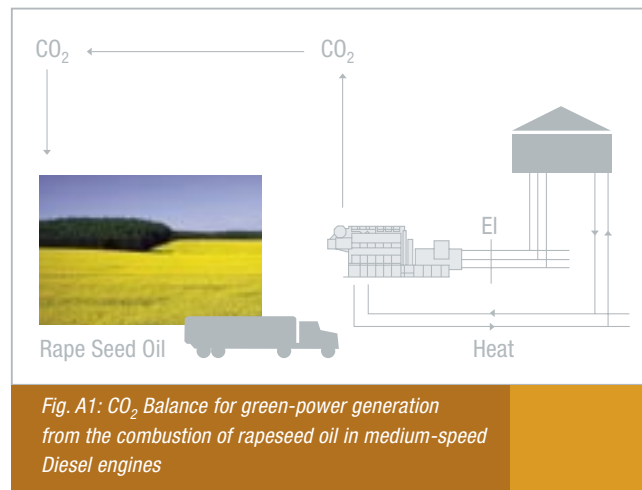 CO₂ CO₂
El
Rape Seed Oil Heat
Fig. A1: CO₂ Balance for green-power generation
from the combustion of rapeseed oil in medium-speed
Diesel engines